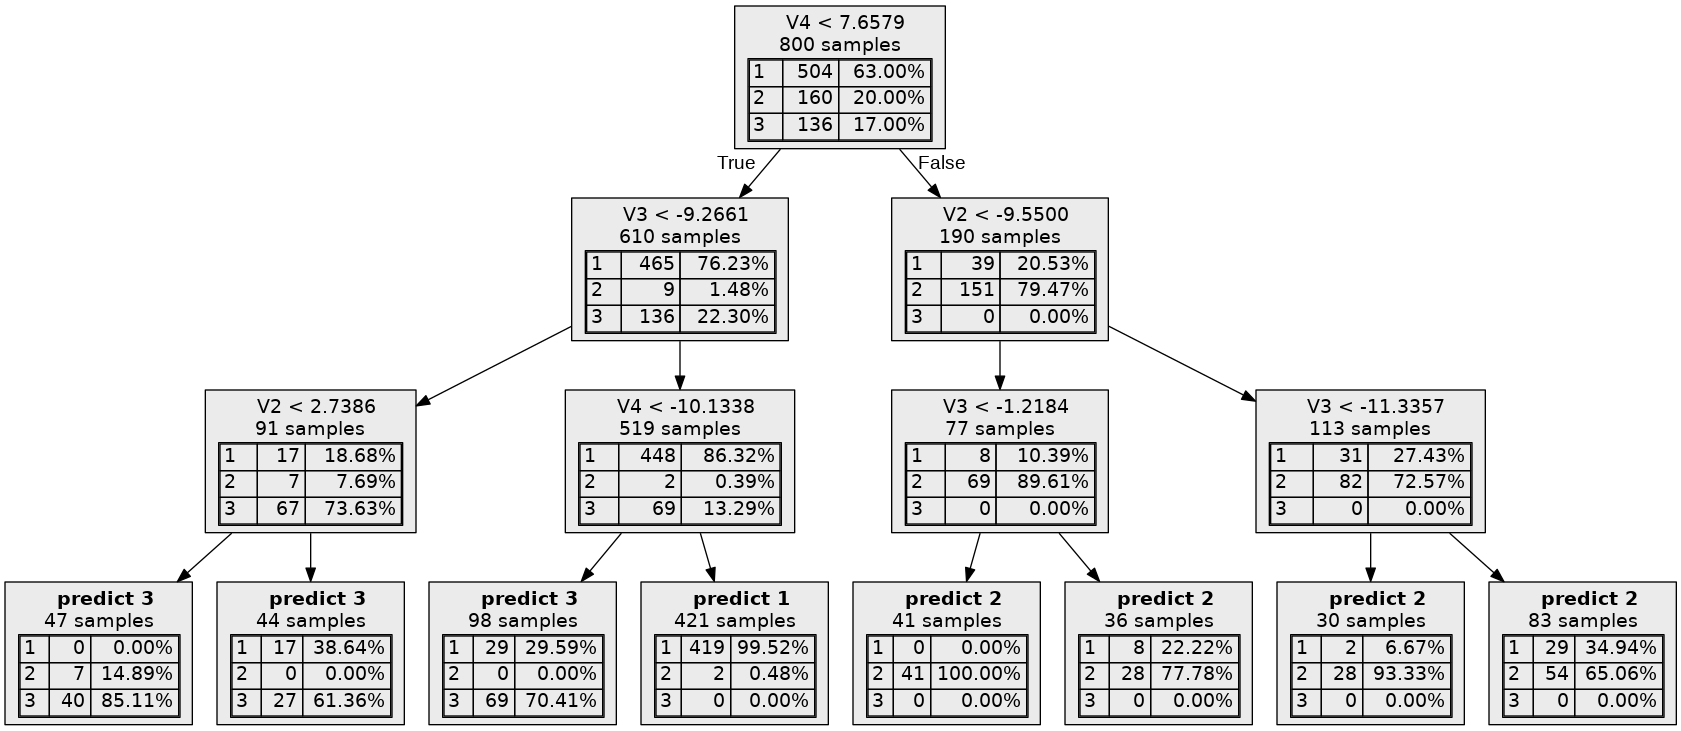 V4 < 7.6579
800 samples
1 504 63.00%
2 160 20.00%
3 136 17.00%
True
False
V3 < -9.2661
610 samples
1 465 76.23%
2 9 1.48%
3 136 22.30%
V2 < -9.5500
190 samples
1 39 20.53%
2 151 79.47%
3 0 0.00%
V2 < 2.7386
91 samples
1 17 18.68%
2 7 7.69%
3 67 73.63%
V4 < -10.1338
519 samples
1 448 86.32%
2 2 0.39%
3 69 13.29%
V3 < -1.2184
77 samples
1 8 10.39%
2 69 89.61%
3 0 0.00%
V3 < -11.3357
113 samples
1 31 27.43%
2 82 72.57%
3 0 0.00%
predict 3
47 samples
1 0 0.00%
2 7 14.89%
3 40 85.11%
predict 3
44 samples
1 17 38.64%
2 0 0.00%
3 27 61.36%
predict 3
98 samples
1 29 29.59%
2 0 0.00%
3 69 70.41%
predict 1
421 samples
1 419 99.52%
2 2 0.48%
3 0 0.00%
predict 2
41 samples
1 0 0.00%
2 41 100.00%
3 0 0.00%
predict 2
36 samples
1 8 22.22%
2 28 77.78%
3 0 0.00%
predict 2
30 samples
1 2 6.67%
2 28 93.33%
3 0 0.00%
predict 2
83 samples
1 29 34.94%
2 54 65.06%
3 0 0.00%